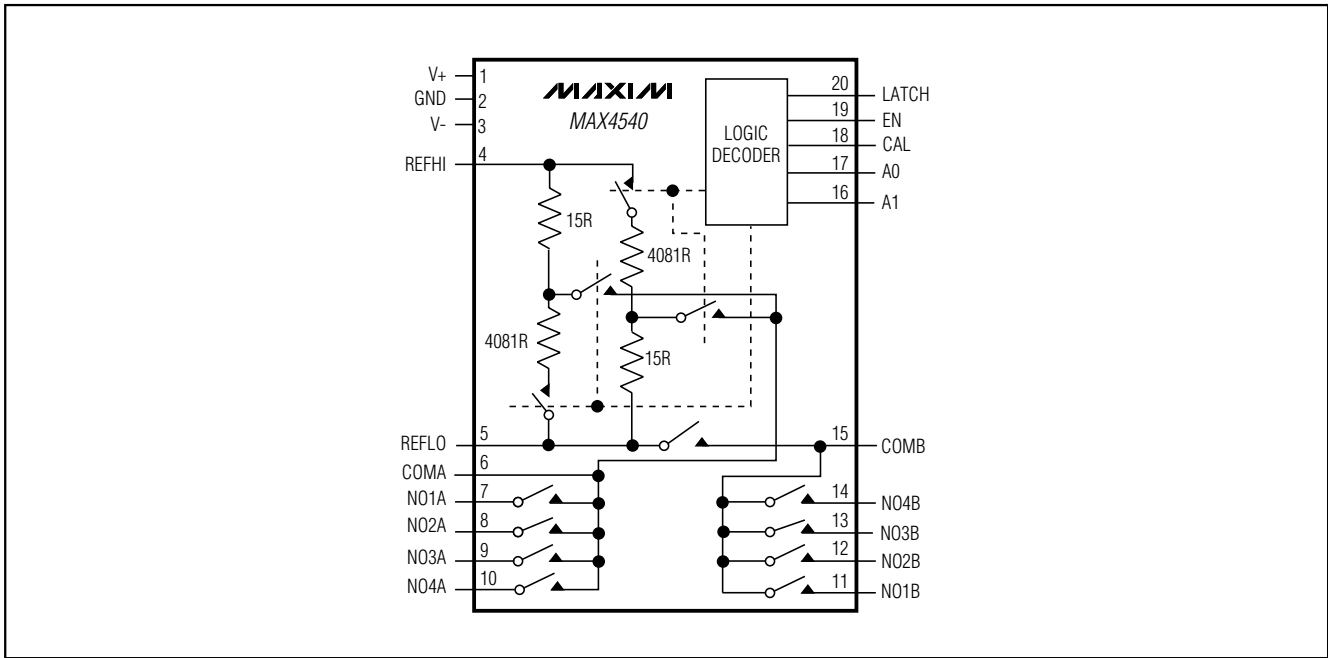 V+ 1
GND 2
V- 3
REFHI 4
REFLO 5
COMA 6
NO1A 7
NO2A 8
NO3A 9
NO4A 10
MAXIM
MAX4540
LOGIC
DECODER
15R
4081R
4081R
15R
20 LATCH
19 EN
18 CAL
17 A0
16 A1
15 COMB
14 NO4B
13 NO3B
12 NO2B
11 NO1B